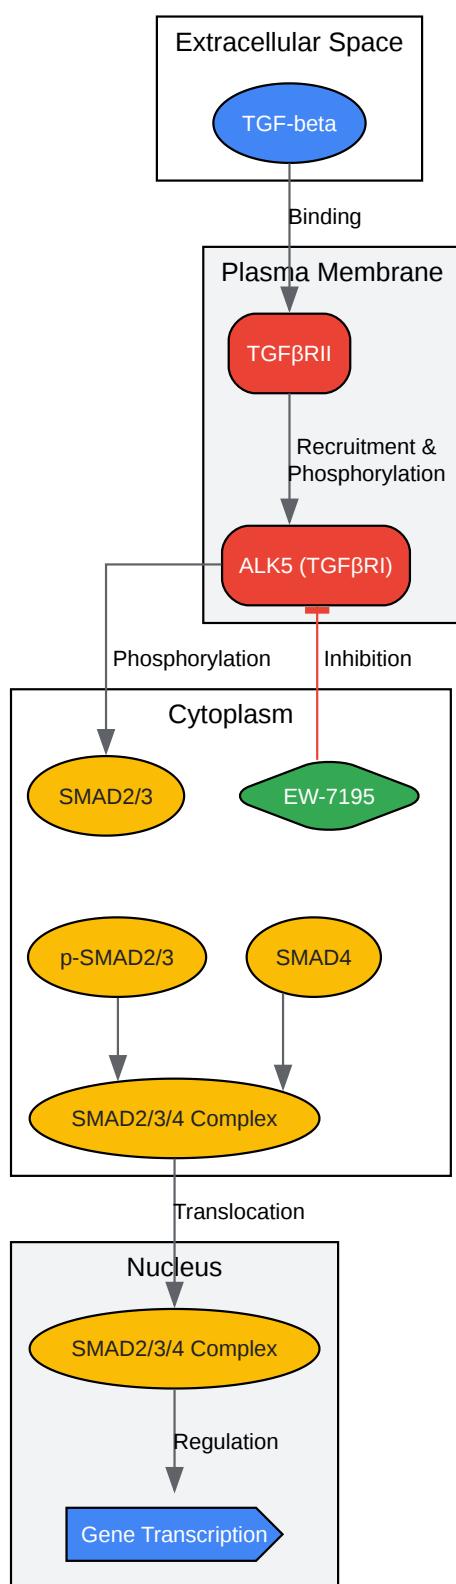 Extracellular Space
TGF-beta
Binding
Plasma Membrane
TGFβRII
Recruitment &
Phosphorylation
ALK5 (TGFβRI)
Phosphorylation
Inhibition
Cytoplasm
SMAD2/3
EW-7195
p-SMAD2/3
SMAD4
SMAD2/3/4 Complex
Translocation
Nucleus
SMAD2/3/4 Complex
Regulation
Gene Transcription